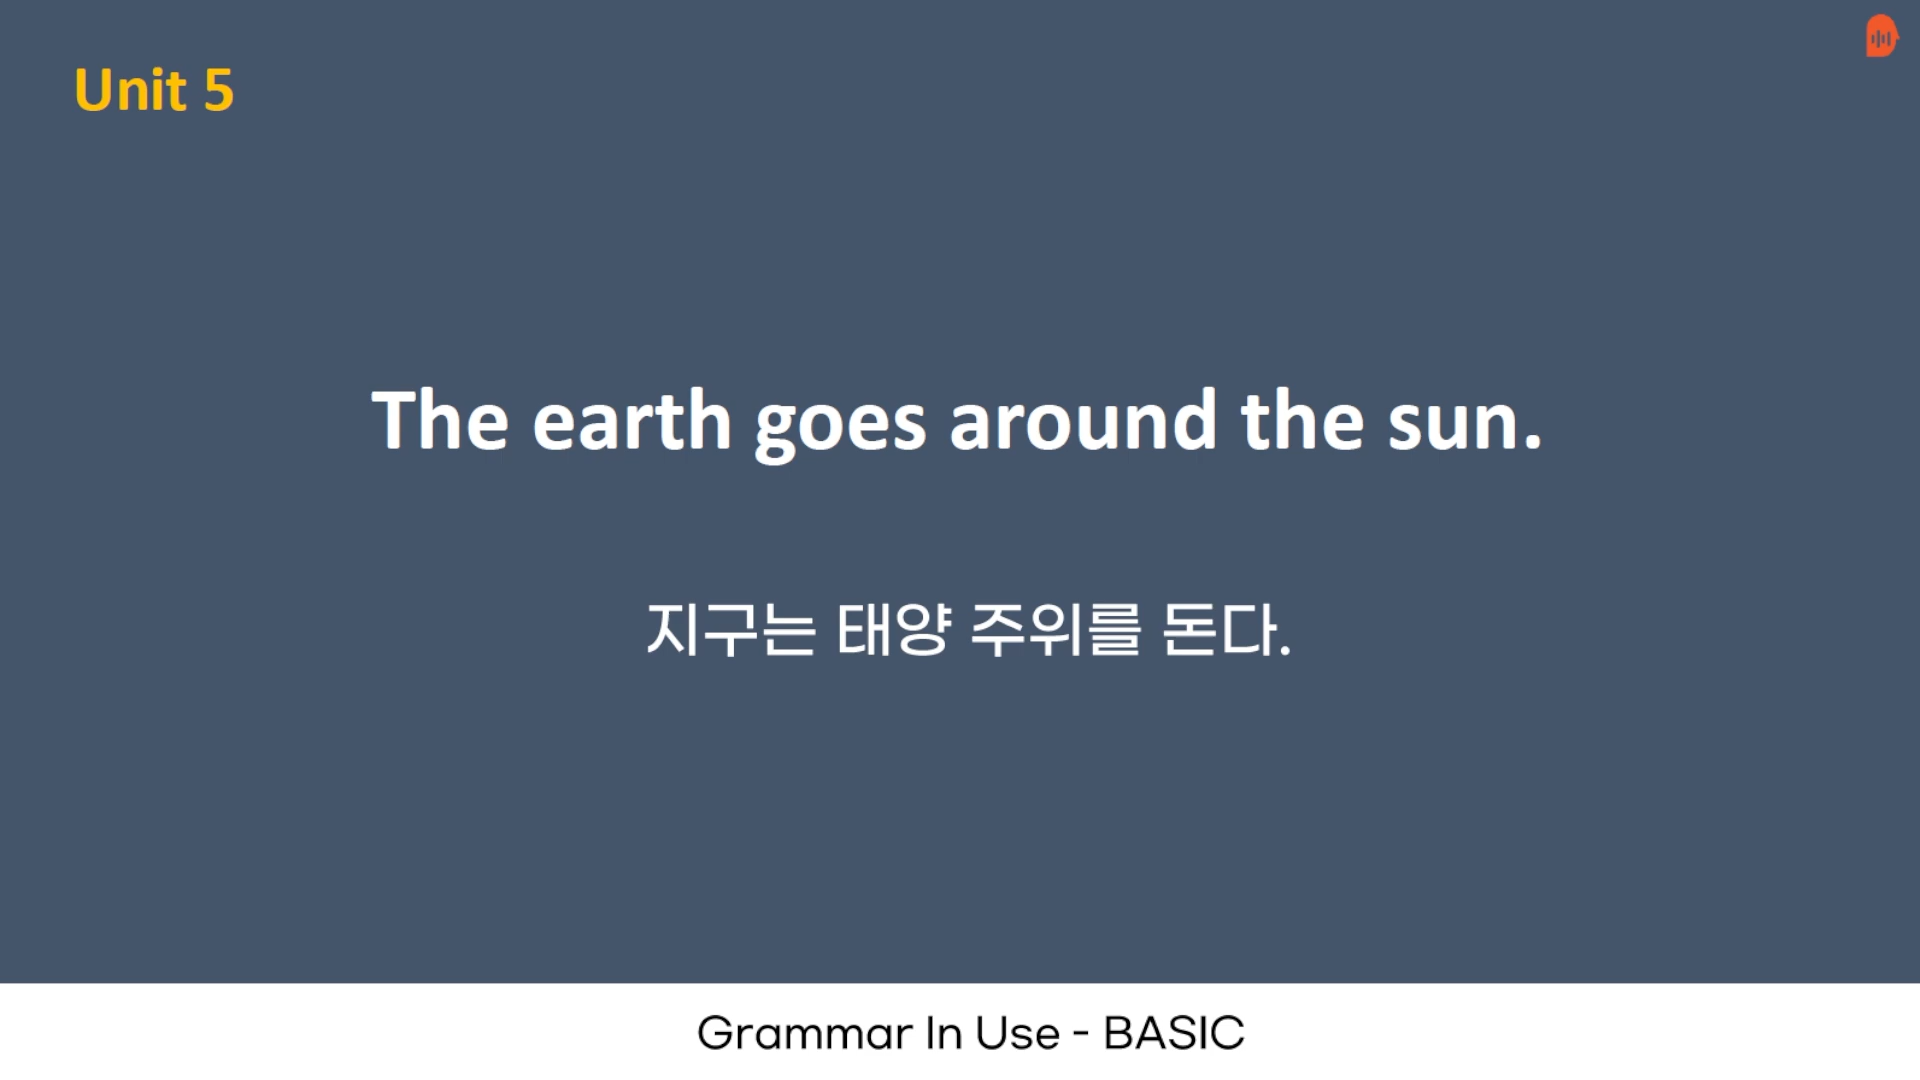 Unit 5
The earth goes around the sun.
지구는 태양 주위를 돈다.
Grammar In Use - BASIC